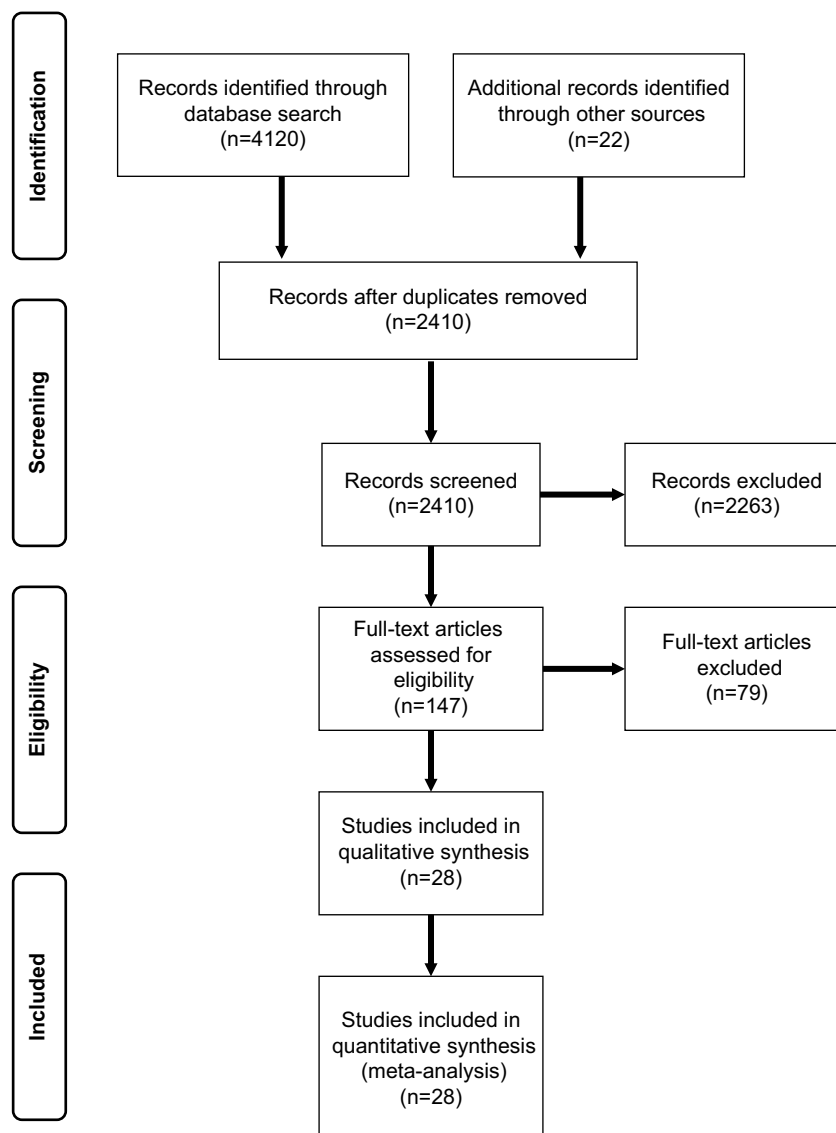 Identification
Records identified through
database search
(n=4120)
Additional records identified
through other sources
(n=22)
Records after duplicates removed
(n=2410)
Screening
Records screened
(n=2410)
Records excluded
(n=2263)
Eligibility
Full-text articles
assessed for
eligibility
(n=147)
Full-text articles
excluded
(n=79)
Studies included in
qualitative synthesis
(n=28)
Included
Studies included in
quantitative synthesis
(meta-analysis)
(n=28)